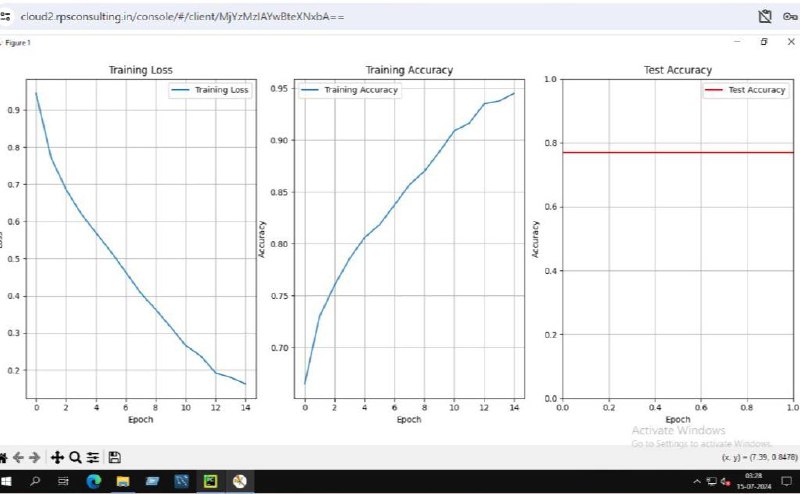 cloud2.rpsconsulting.in/console/#/client/MjYzMzIAYwBteXNxbA==
Figure 1
Training Loss
Training Loss
0.9
0.8
0.7
0.6
0.5
0.4
0.3
0.2
Loss
0 2 4 6 8 10 12 14
Epoch
Training Accuracy
Training Accuracy
0.95
0.90
0.85
0.80
0.75
0.70
Accuracy
0 2 4 6 8 10 12 14
Epoch
Test Accuracy
Test Accuracy
1.0
0.8
0.6
0.4
0.2
0.0
Accuracy
0.0 0.2 0.4 0.6 0.8 1.0
Epoch
Activate Windows
Go to Settings to activate Windows.
(x, y) = (7.39, 0.8478)
03:28
15-07-2024